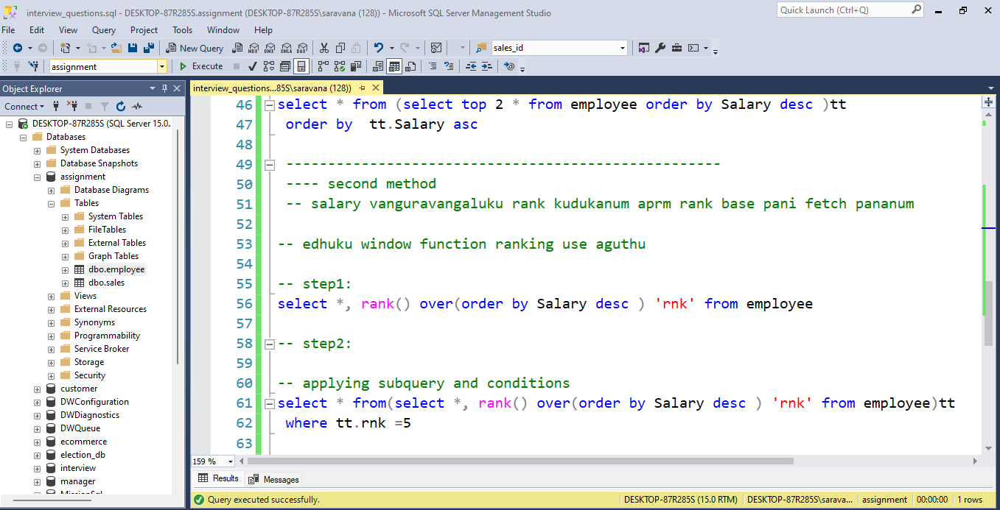 interview_questions.sql - DESKTOP-87R285S.assignment (DESKTOP-87R285S\saravana (128)) - Microsoft SQL Server Management Studio
Quick Launch (Ctrl+Q)
File Edit View Query Project Tools Window Help
New Query MDX DMX XMLA DAX sales_id
assignment Execute
Object Explorer
Connect
DESKTOP-87R285S (SQL Server 15.0..
Databases
System Databases
Database Snapshots
assignment
Database Diagrams
Tables
System Tables
FileTables
External Tables
Graph Tables
dbo.employee
dbo.sales
Views
External Resources
Synonyms
Programmability
Service Broker
Storage
Security
customer
DWConfiguration
DWDiagnostics
DWQueue
ecommerce
election_db
interview
manager
interview_questions...85S\saravana (128))
46 select * from (select top 2 * from employee order by Salary desc )tt
47 order by tt.Salary asc
48
49 ----------------------------------------------------
50 ---- second method
51 -- salary vanguravangaluku rank kudukanum aprm rank base pani fetch pananum
52
53 -- edhuku window function ranking use aguthu
54
55 -- step1:
56 select *, rank() over(order by Salary desc ) 'rnk' from employee
57
58 -- step2:
59
60 -- applying subquery and conditions
61 select * from(select *, rank() over(order by Salary desc ) 'rnk' from employee)tt
62 where tt.rnk =5
63
159 %
Results Messages
Query executed successfully. DESKTOP-87R285S (15.0 RTM) DESKTOP-87R285S\sarava... assignment 00:00:00 1 rows